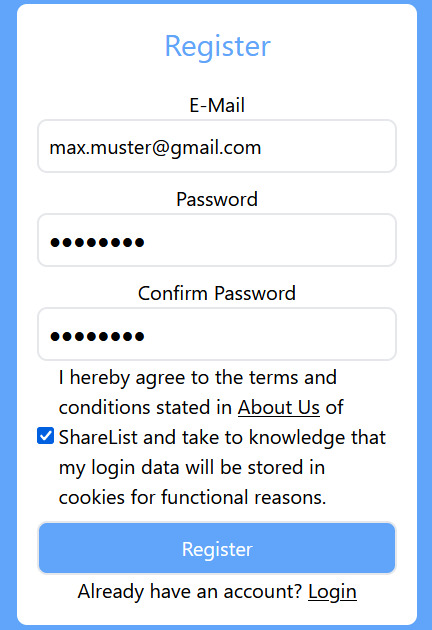 Register
E-Mail
max.muster@gmail.com
Password
●●●●●●●●
Confirm Password
●●●●●●●●
I hereby agree to the terms and
conditions stated in About Us of
ShareList and take to knowledge that
my login data will be stored in
cookies for functional reasons.
Register
Already have an account? Login